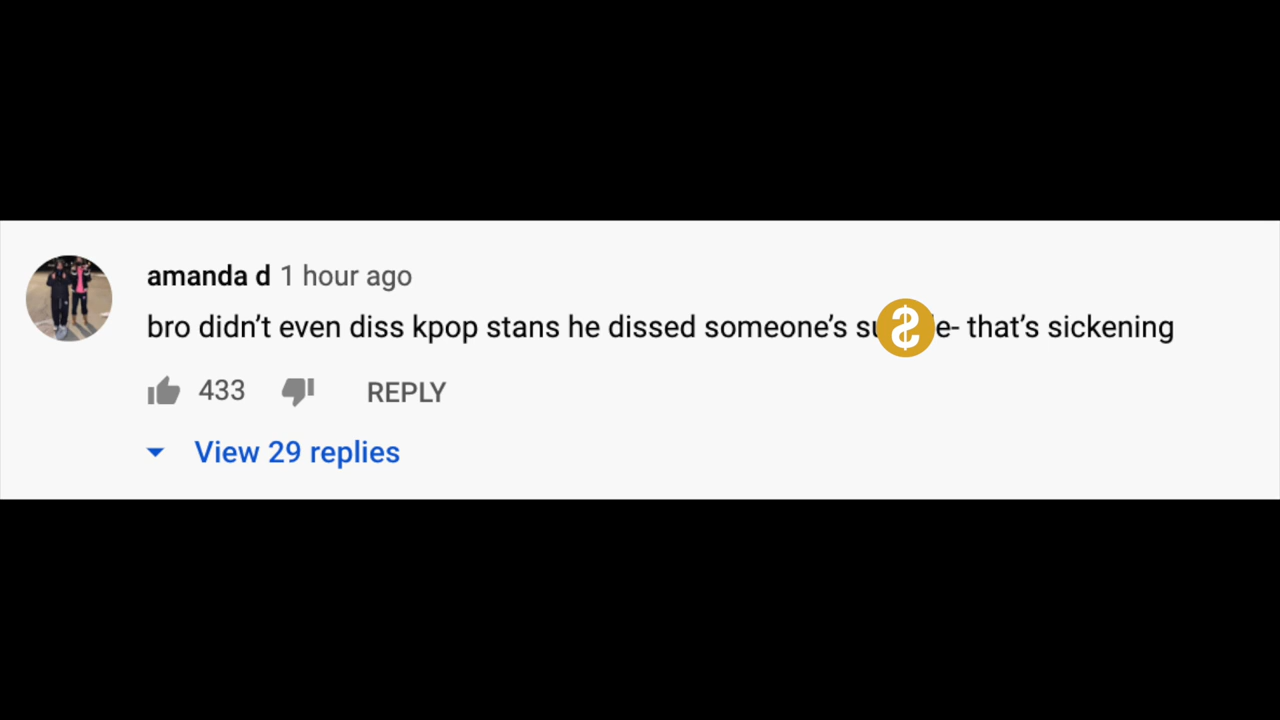 amanda d 1 hour ago
bro didn't even diss kpop stans he dissed someone's that's sickening
433 REPLY
View 29 replies